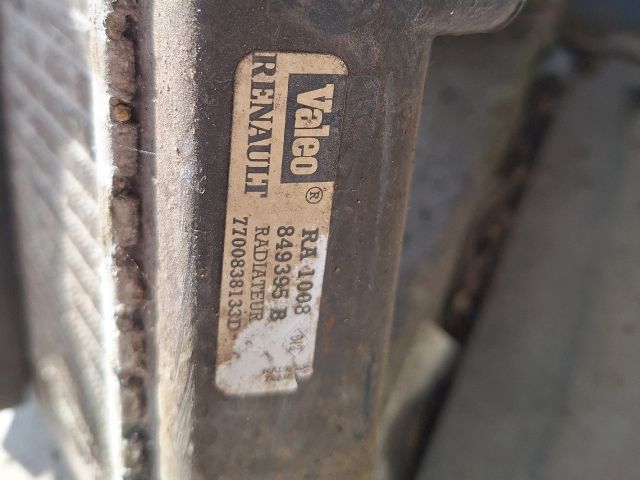 Valeo®
RENAULT
RA 1008
849395 B
RADIATEUR
7700838133D